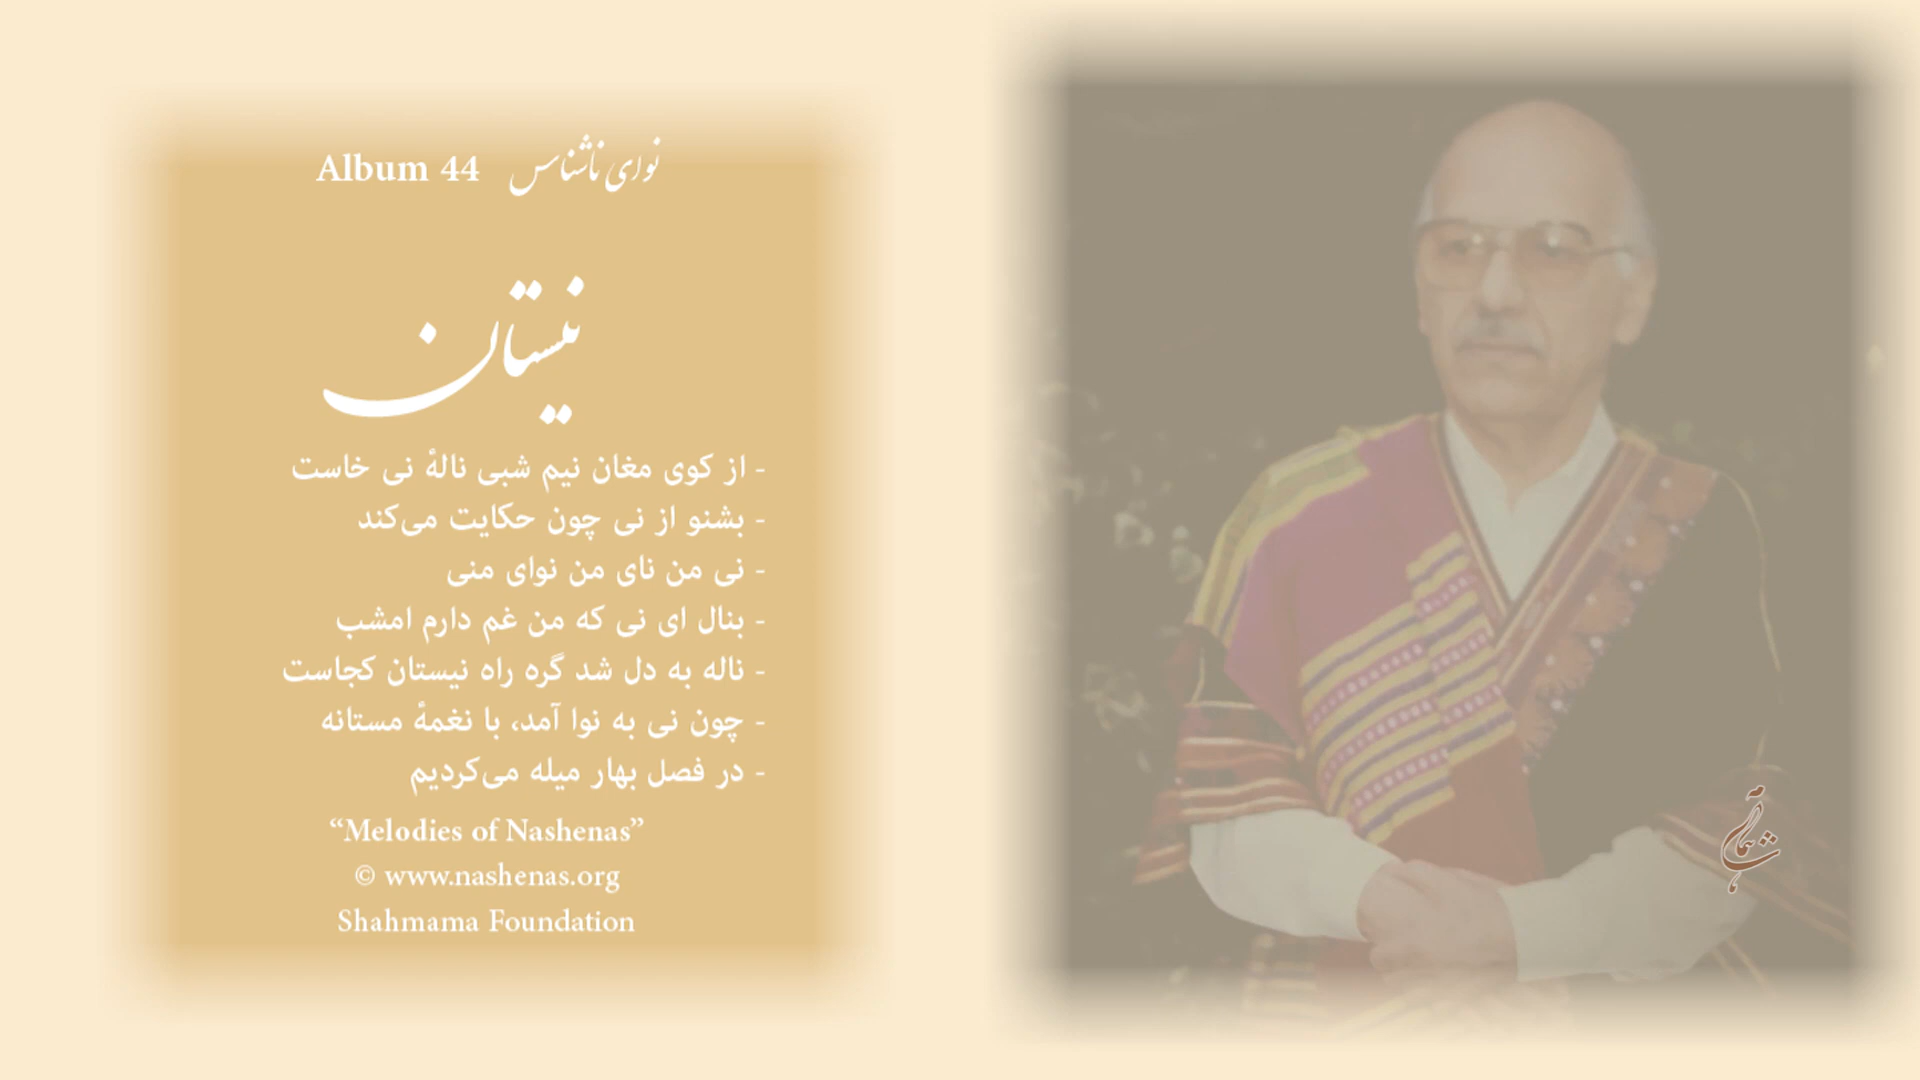 نوای ناشناس Album 44
نیستان
- از کوی مغان نیم شبی نالهٔ نی خاست
- بشنو از نی چون حکایت می‌کند
- نی من نای من نوای منی
- بنال ای نی که من غم دارم امشب
- ناله به دل شد گره راه نیستان کجاست
- چون نی به نوا آمد، با نغمهٔ مستانه
- در فصل بهار میله می‌کردیم
“Melodies of Nashenas”
© www.nashenas.org
Shahmama Foundation